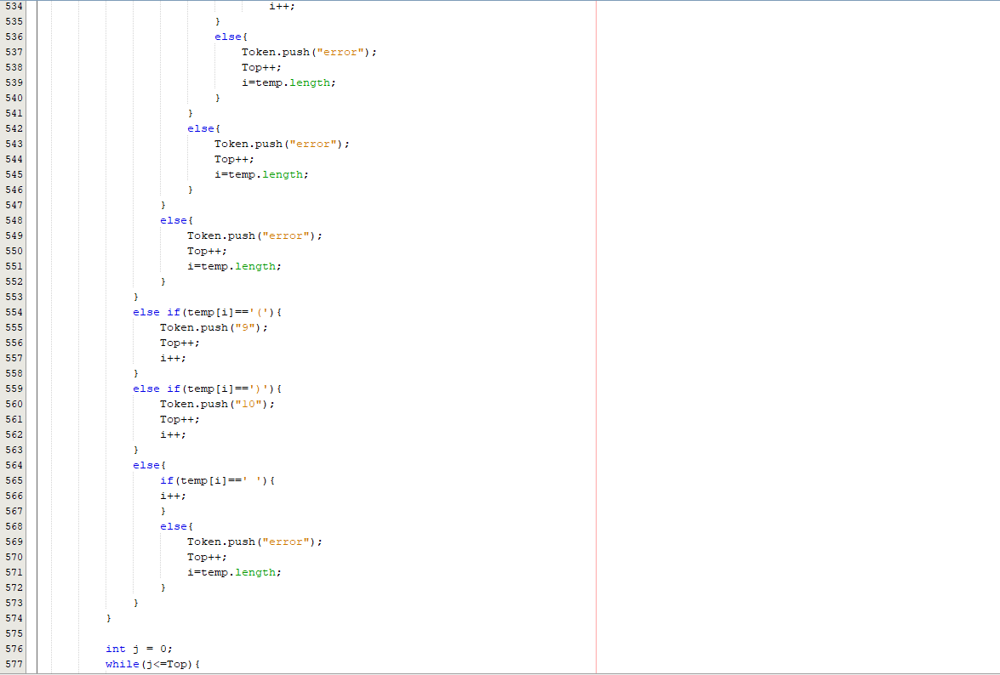 534 i++;
535 }
536 else{
537 Token.push("error");
538 Top++;
539 i=temp.length;
540 }
541 }
542 else{
543 Token.push("error");
544 Top++;
545 i=temp.length;
546 }
547 }
548 else{
549 Token.push("error");
550 Top++;
551 i=temp.length;
552 }
553 }
554 else if(temp[i]=='('){
555 Token.push("9");
556 Top++;
557 i++;
558 }
559 else if(temp[i]==')'){
560 Token.push("10");
561 Top++;
562 i++;
563 }
564 else{
565 if(temp[i]==' '){
566 i++;
567 }
568 else{
569 Token.push("error");
570 Top++;
571 i=temp.length;
572 }
573 }
574 }
575
576 int j = 0;
577 while(j<=Top){